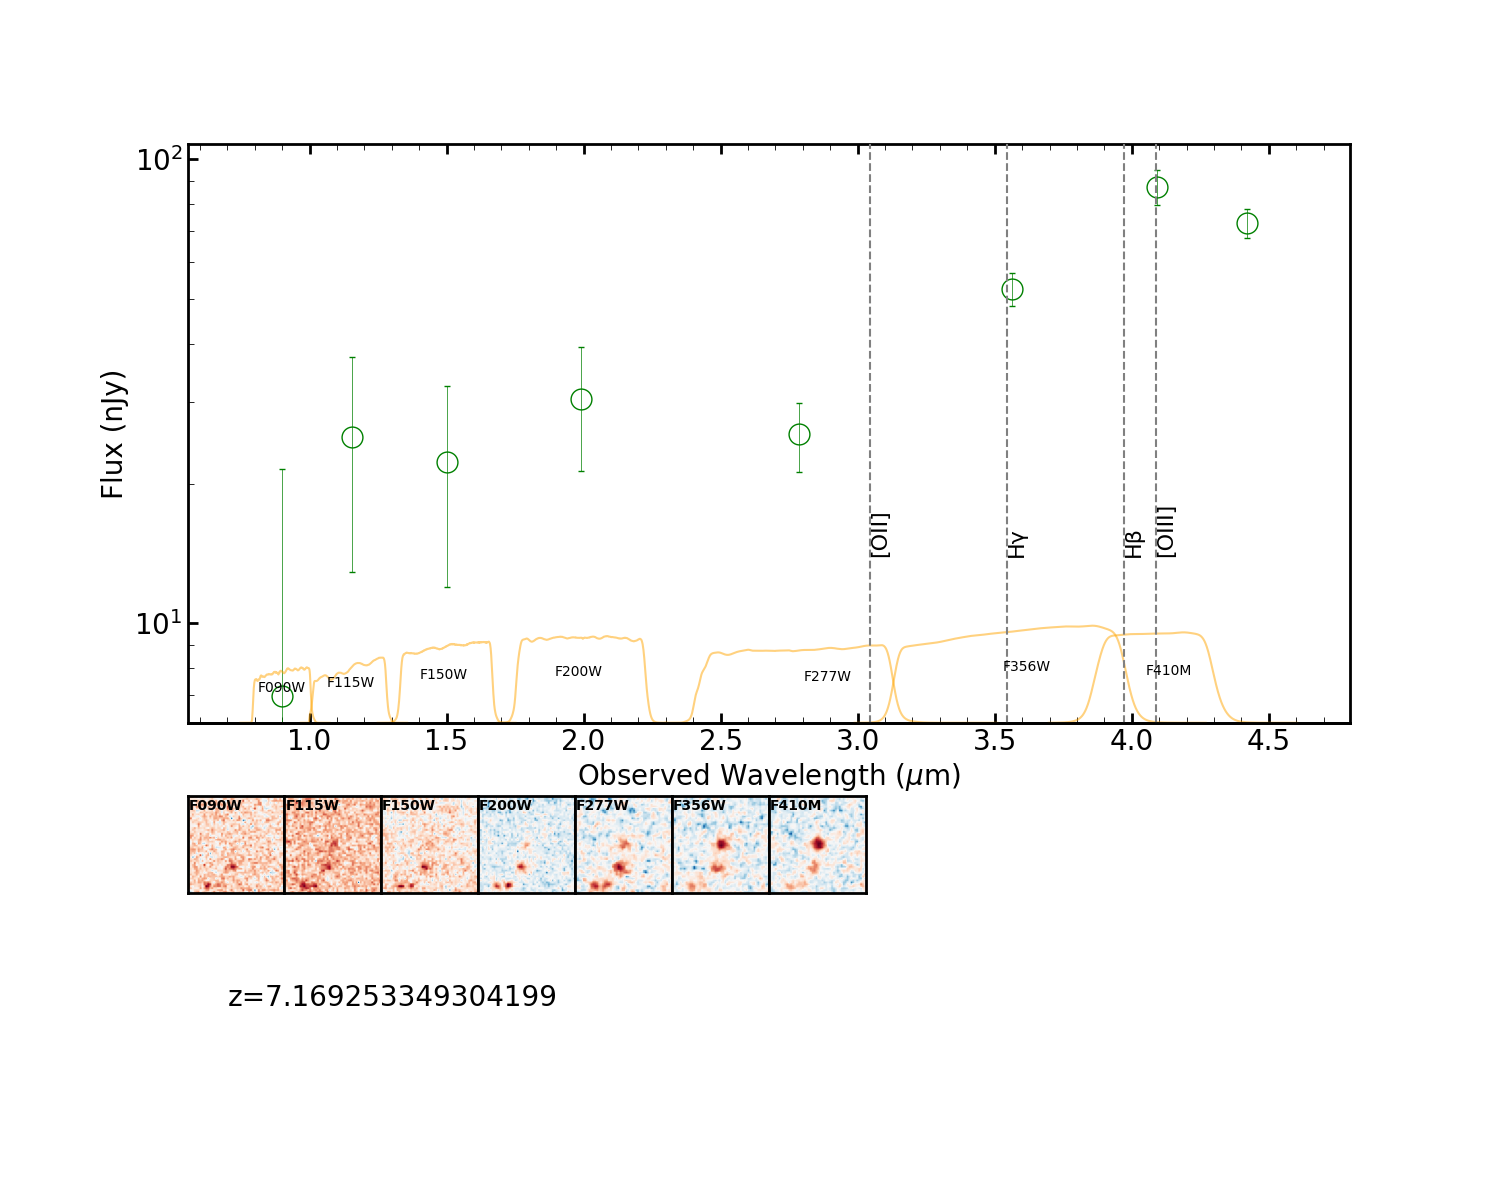 10²
10¹
Flux (nJy)
[OII]
Hγ
Hβ
[OIII]
F090W
F115W
F150W
F200W
F277W
F356W
F410M
1.0 1.5 2.0 2.5 3.0 3.5 4.0 4.5
Observed Wavelength (μm)
F090W F115W F150W F200W F277W F356W F410M
z=7.169253349304199